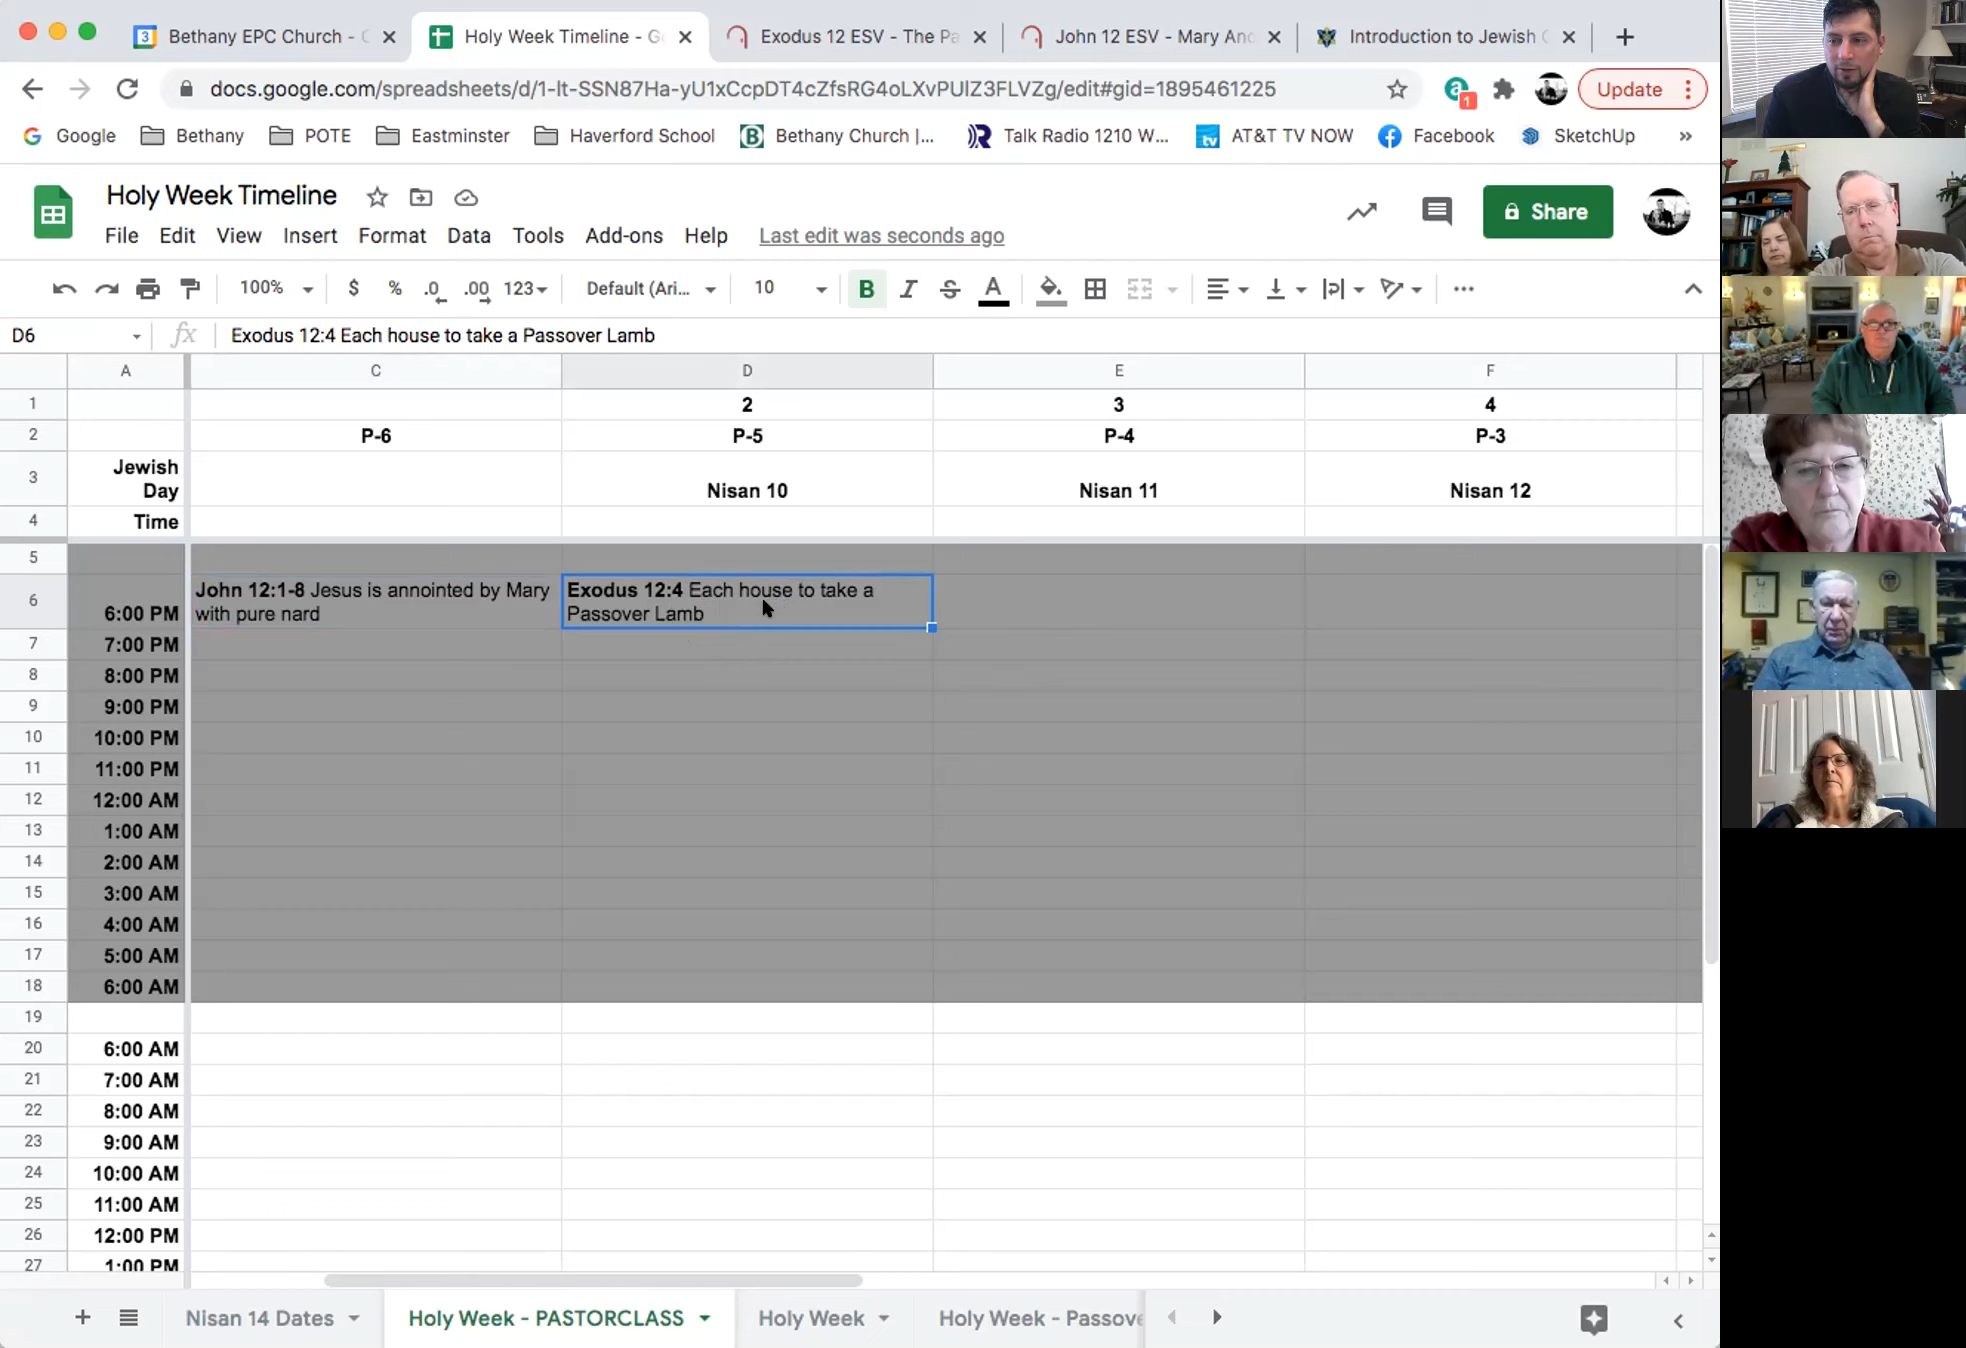 3 Bethany EPC Church - C
Holy Week Timeline - Go
Exodus 12 ESV - The Pa
John 12 ESV - Mary And
Introduction to Jewish C
docs.google.com/spreadsheets/d/1-lt-SSN87Ha-yU1xCcpDT4cZfsRG4oLXvPUlZ3FLVZg/edit#gid=1895461225
a 1
Update
G Google
Bethany
POTE
Eastminster
Haverford School
B Bethany Church |...
R Talk Radio 1210 W...
tv AT&T TV NOW
Facebook
SketchUp
»
Holy Week Timeline
File Edit View Insert Format Data Tools Add-ons Help Last edit was seconds ago
Share
100% $ % .0 .00 123 Default (Ari... 10 B I S A
D6 fx Exodus 12:4 Each house to take a Passover Lamb
A C D E F
1 2 3 4
2 P-6 P-5 P-4 P-3
3 Jewish Day Nisan 10 Nisan 11 Nisan 12
4 Time
5
6 6:00 PM John 12:1-8 Jesus is annointed by Mary with pure nard Exodus 12:4 Each house to take a Passover Lamb
7 7:00 PM
8 8:00 PM
9 9:00 PM
10 10:00 PM
11 11:00 PM
12 12:00 AM
13 1:00 AM
14 2:00 AM
15 3:00 AM
16 4:00 AM
17 5:00 AM
18 6:00 AM
19
20 6:00 AM
21 7:00 AM
22 8:00 AM
23 9:00 AM
24 10:00 AM
25 11:00 AM
26 12:00 PM
27 1:00 PM
Nisan 14 Dates Holy Week - PASTORCLASS Holy Week Holy Week - Passove